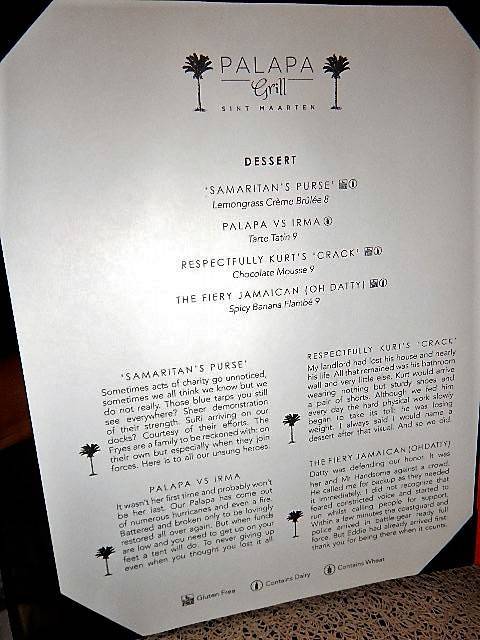 PALAPA
Grill
SINT MAARTEN
DESSERT
'SAMARITAN'S PURSE'
Lemongrass Crème Brûlée 8
PALAPA VS IRMA
Tarte Tatin 9
RESPECTFULLY KURT'S 'CRACK'
Chocolate Mousse 9
THE FIERY JAMAICAN (OH DATTY)
Spicy Banana Flambé 9
'SAMARITAN'S PURSE'
Sometimes acts of charity go unnoticed,
sometimes we all think we know but we
do not really. Those blue tarps you still
see everywhere? Sheer demonstration
of their strength. SuRi arriving on our
docks? Courtesy of their efforts. The
Fryes are a family to be reckoned with on
their own but especially when they join
forces. Here is to all our unsung heroes.
PALAPA VS IRMA
It wasn't her first time and probably won't
be her last. Our Palapa has come out
of numerous hurricanes and even a fire.
Battered and broken only to be lovingly
restored all over again. But when funds
are low and you need to get up on your
feet a tent will do. To never giving up
even when you thought you lost it all.
RESPECTFULLY KURT'S 'CRACK'
My landlord had lost his house and nearly
his life. All that remained was his bathroom
wall and very little else. Kurt would arrive
wearing nothing but sturdy shoes and
a pair of shorts. Although we fed him
every day the hard physical work slowly
began to take its toll: he was losing
weight. I always said I would name a
dessert after that visual. And so we did.
THE FIERY JAMAICAN (OHDATTY)
Datty was defending our honor. It was
her and Mr Handsome against a crowd.
He called me for backup as they needed
it immediately. I did not recognize that
feared constricted voice and started to
run whilst calling people for support.
Within a few minutes the coastguard and
police arrived in battle-gear ready full
force. But Eddie had already arrived first.
Thank you for being there when it counts.
Gluten Free
Contains Dairy
Contains Wheat